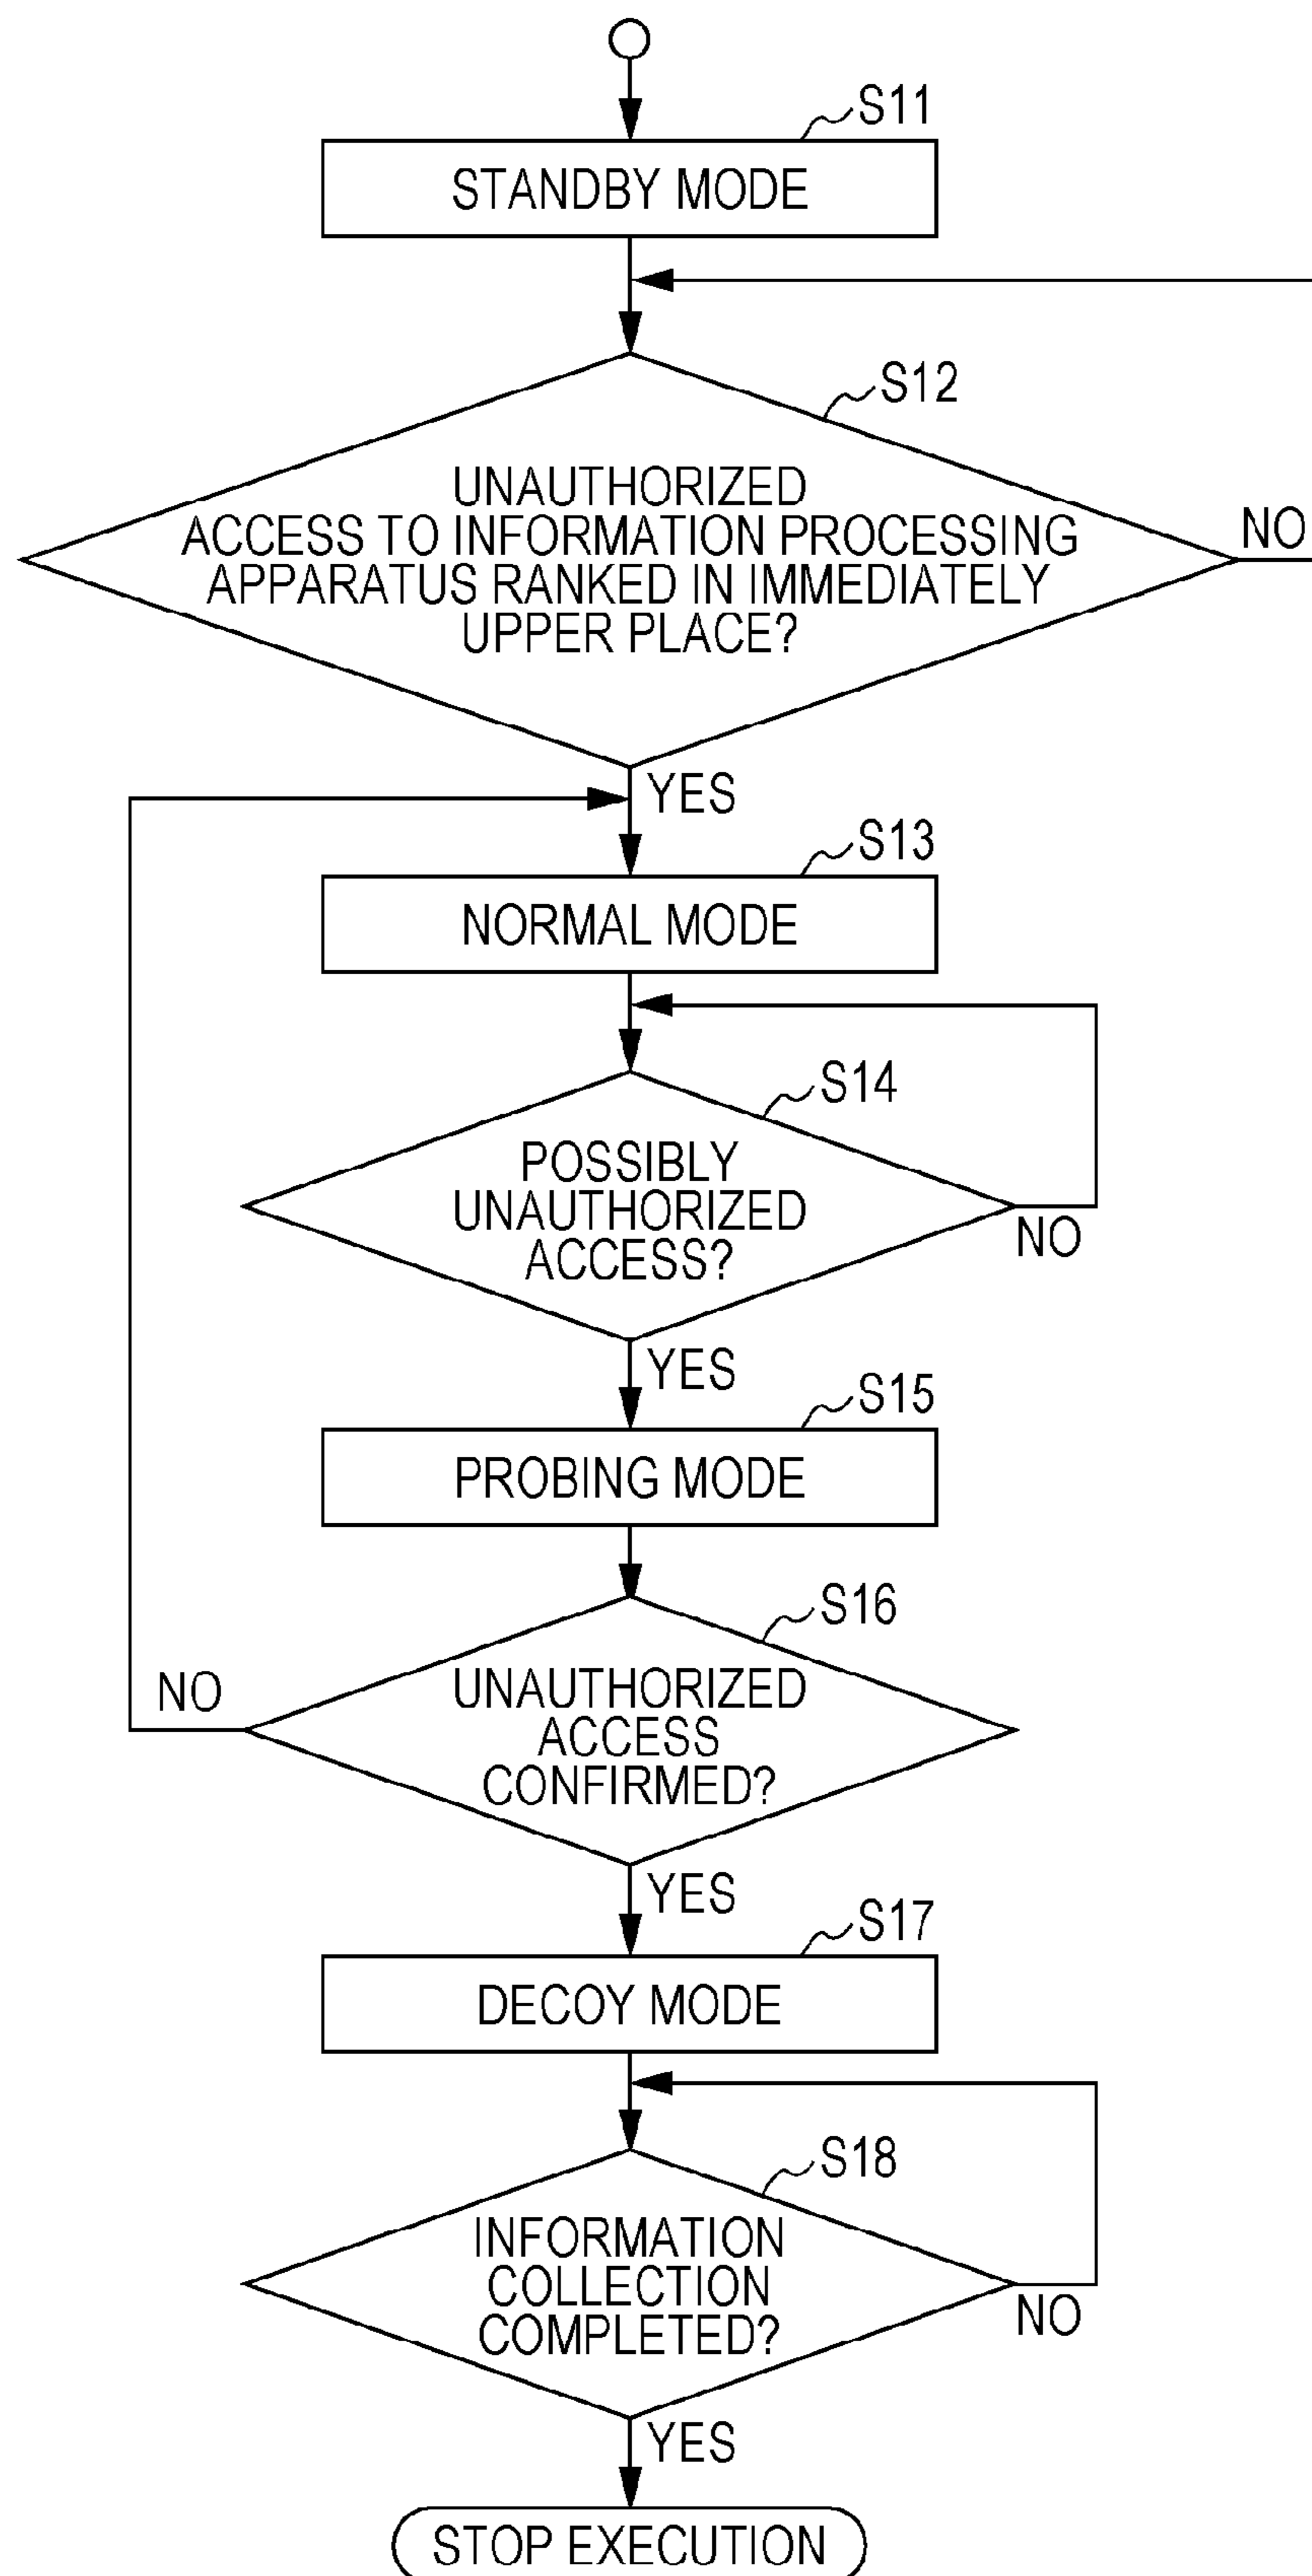 S11
STANDBY MODE
S12
UNAUTHORIZED
ACCESS TO INFORMATION PROCESSING
APPARATUS RANKED IN IMMEDIATELY
UPPER PLACE?
NO
YES
S13
NORMAL MODE
S14
POSSIBLY
UNAUTHORIZED
ACCESS?
NO
YES
S15
PROBING MODE
S16
UNAUTHORIZED
ACCESS
CONFIRMED?
NO
YES
S17
DECOY MODE
S18
INFORMATION
COLLECTION
COMPLETED?
NO
YES
STOP EXECUTION